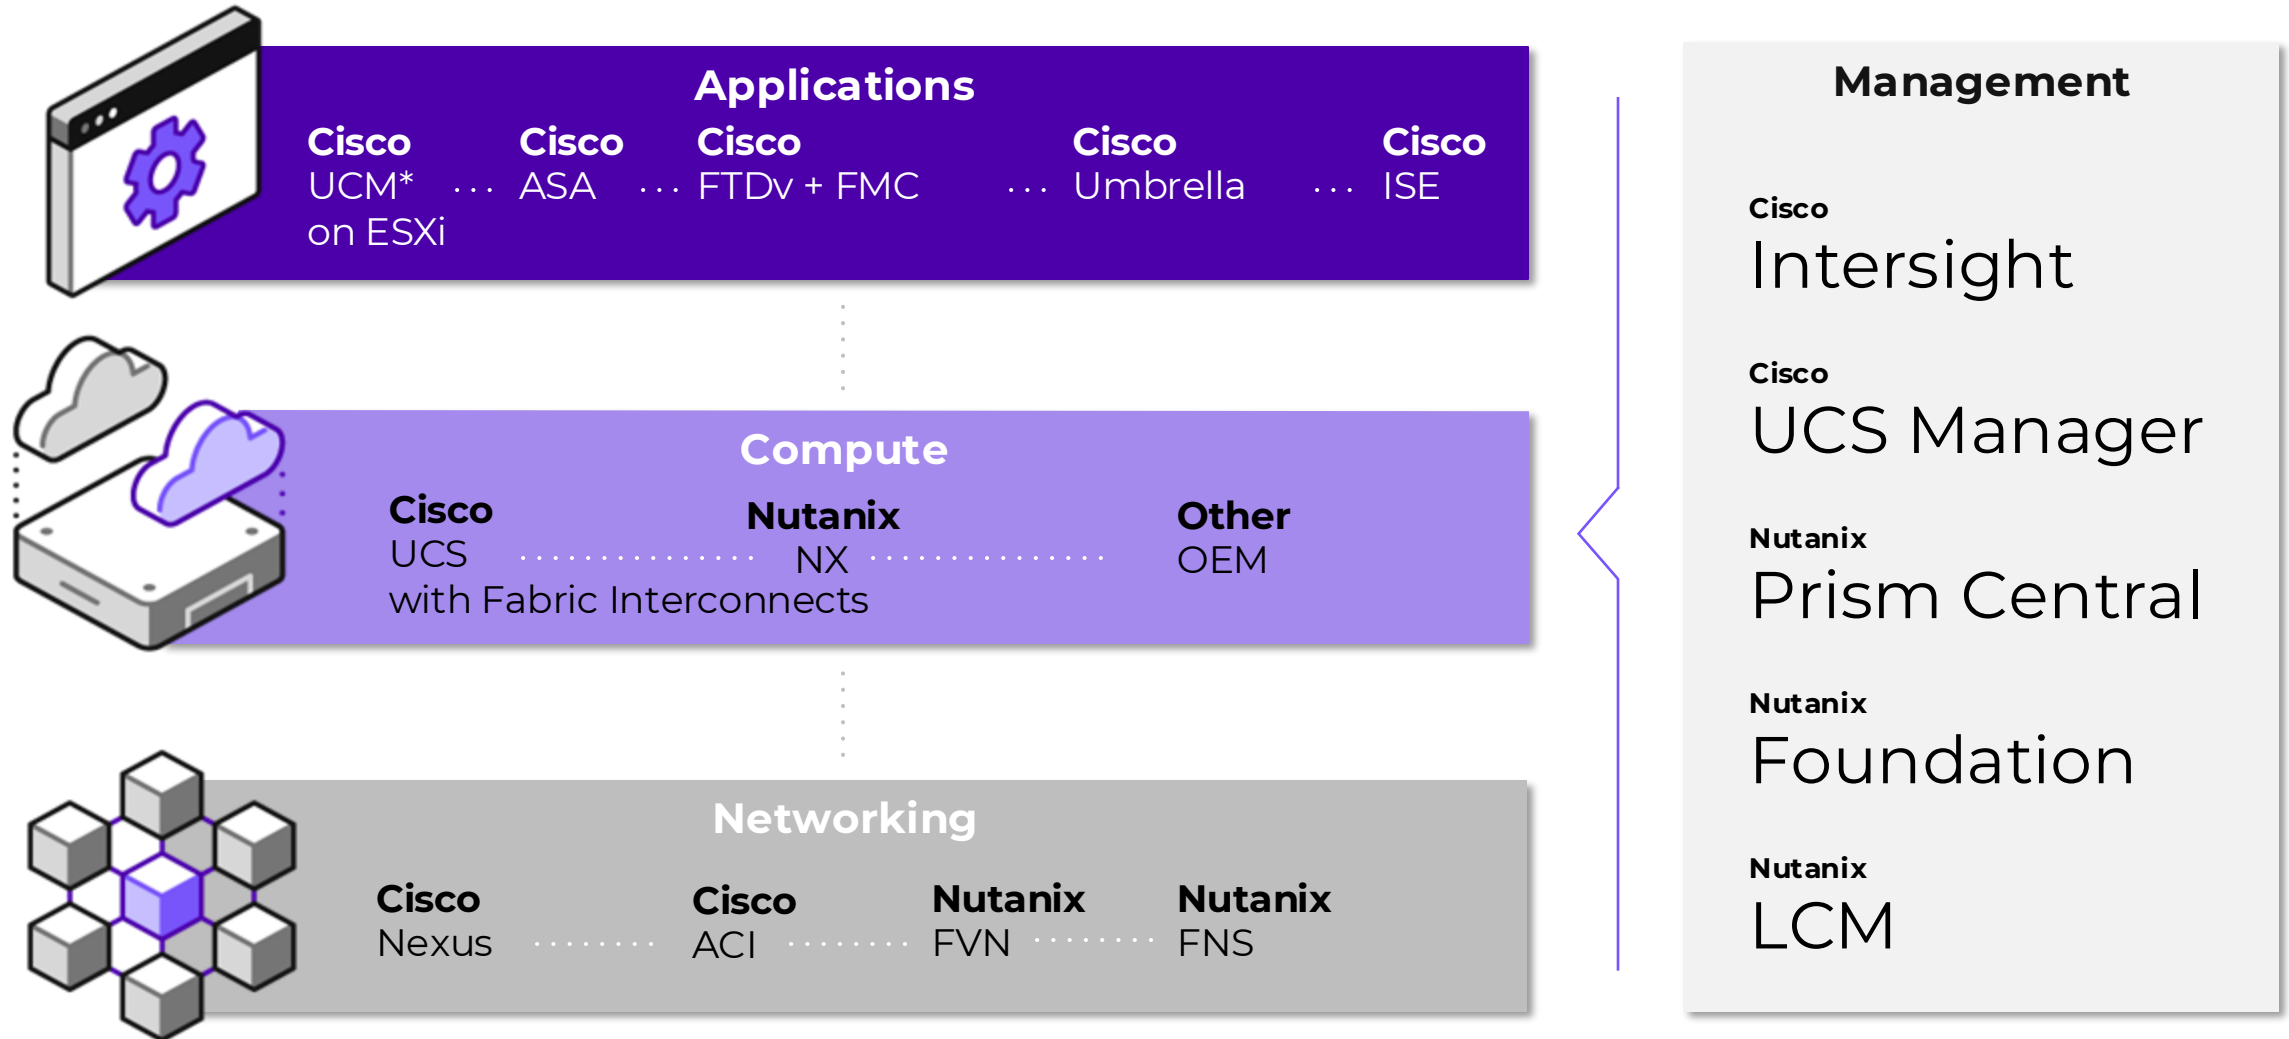 Applications
Cisco
UCM*
on ESXi
Cisco
ASA
Cisco
FTDv + FMC
Cisco
Umbrella
Cisco
ISE
Compute
Cisco
UCS
with Fabric Interconnects
Nutanix
NX
Other
OEM
Networking
Cisco
Nexus
Cisco
ACI
Nutanix
FVN
Nutanix
FNS
Management
Cisco
Intersight
Cisco
UCS Manager
Nutanix
Prism Central
Nutanix
Foundation
Nutanix
LCM